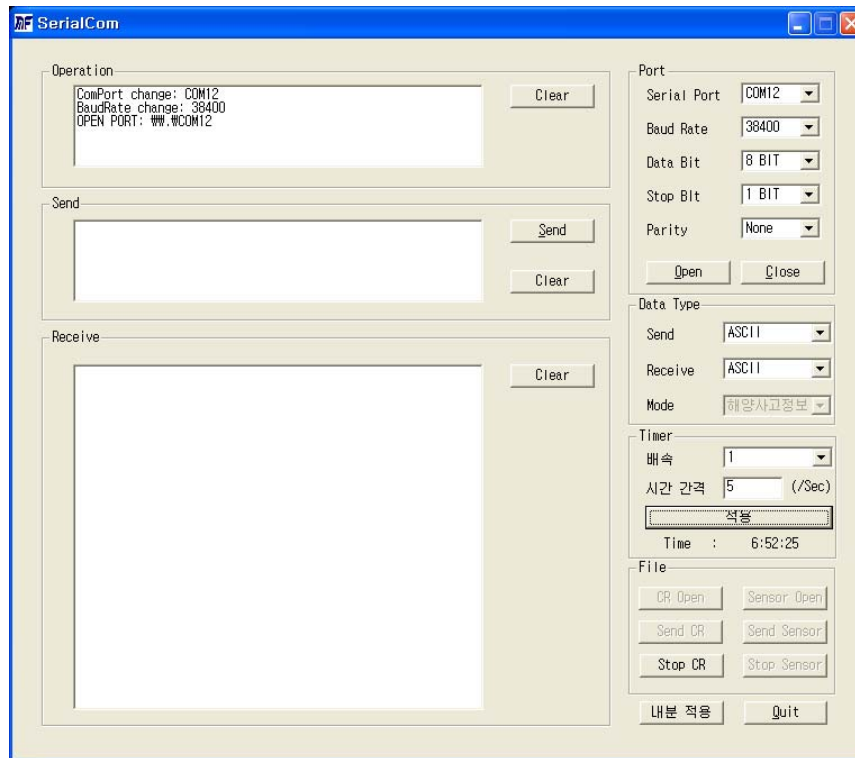 SerialCom
Operation
ComPort change: COM12
BaudRate change: 38400
OPEN PORT: ₩₩.₩COM12
Clear
Send
Send
Clear
Receive
Clear
Port
Serial Port COM12
Baud Rate 38400
Data Bit 8 BIT
Stop BIt 1 BIT
Parity None
Open Close
Data Type
Send ASCII
Receive ASCII
Mode 해양사고정보
Timer
배속 1
시간 간격 5 (/Sec)
적용
Time : 6:52:25
File
CR Open Sensor Open
Send CR Send Sensor
Stop CR Stop Sensor
내분 적용 Quit